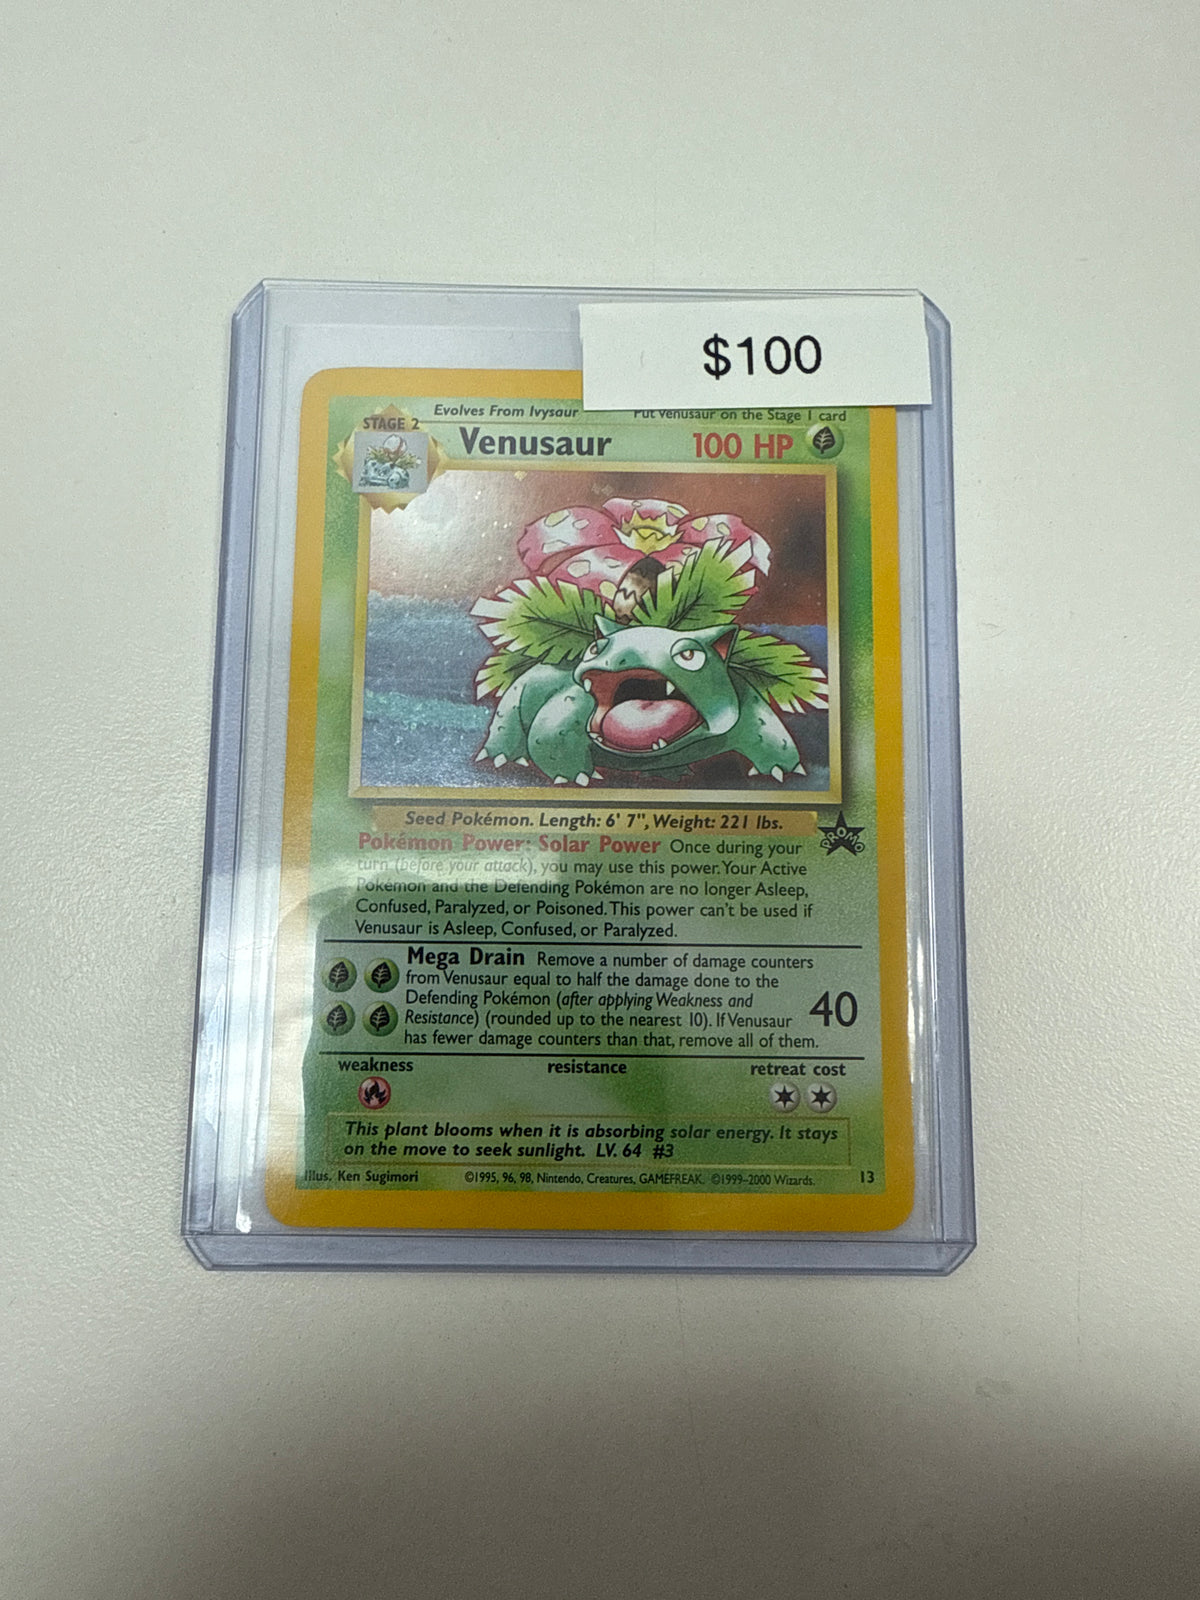 $100
Evolves From Ivysaur
Put Venusaur on the Stage 1 card
STAGE 2
Venusaur
100 HP
Seed Pokémon. Length: 6' 7", Weight: 221 lbs.
PROMO
Pokémon Power: Solar Power Once during your
turn (before your attack), you may use this power. Your Active
Pokémon and the Defending Pokémon are no longer Asleep,
Confused, Paralyzed, or Poisoned. This power can't be used if
Venusaur is Asleep, Confused, or Paralyzed.
Mega Drain Remove a number of damage counters
from Venusaur equal to half the damage done to the
Defending Pokémon (after applying Weakness and
Resistance) (rounded up to the nearest 10). If Venusaur
has fewer damage counters than that, remove all of them.
40
weakness
resistance
retreat cost
This plant blooms when it is absorbing solar energy. It stays
on the move to seek sunlight. LV. 64 #3
Illus. Ken Sugimori
©1995, 96, 98, Nintendo, Creatures, GAMEFREAK. ©1999-2000 Wizards.
13